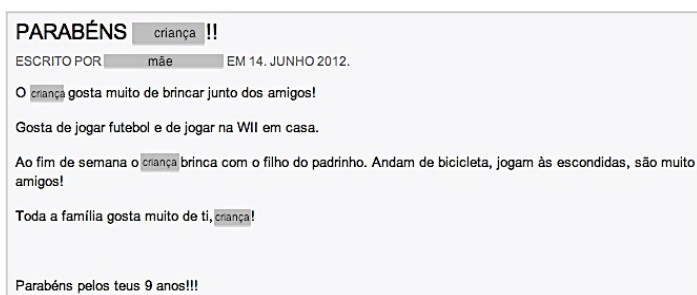 PARABÉNS criança !!
ESCRITO POR mãe EM 14. JUNHO 2012.
O criança gosta muito de brincar junto dos amigos!
Gosta de jogar futebol e de jogar na WII em casa.
Ao fim de semana o criança brinca com o filho do padrinho. Andam de bicicleta, jogam às escondidas, são muito
amigos!
Toda a família gosta muito de ti, criança!
Parabéns pelos teus 9 anos!!!